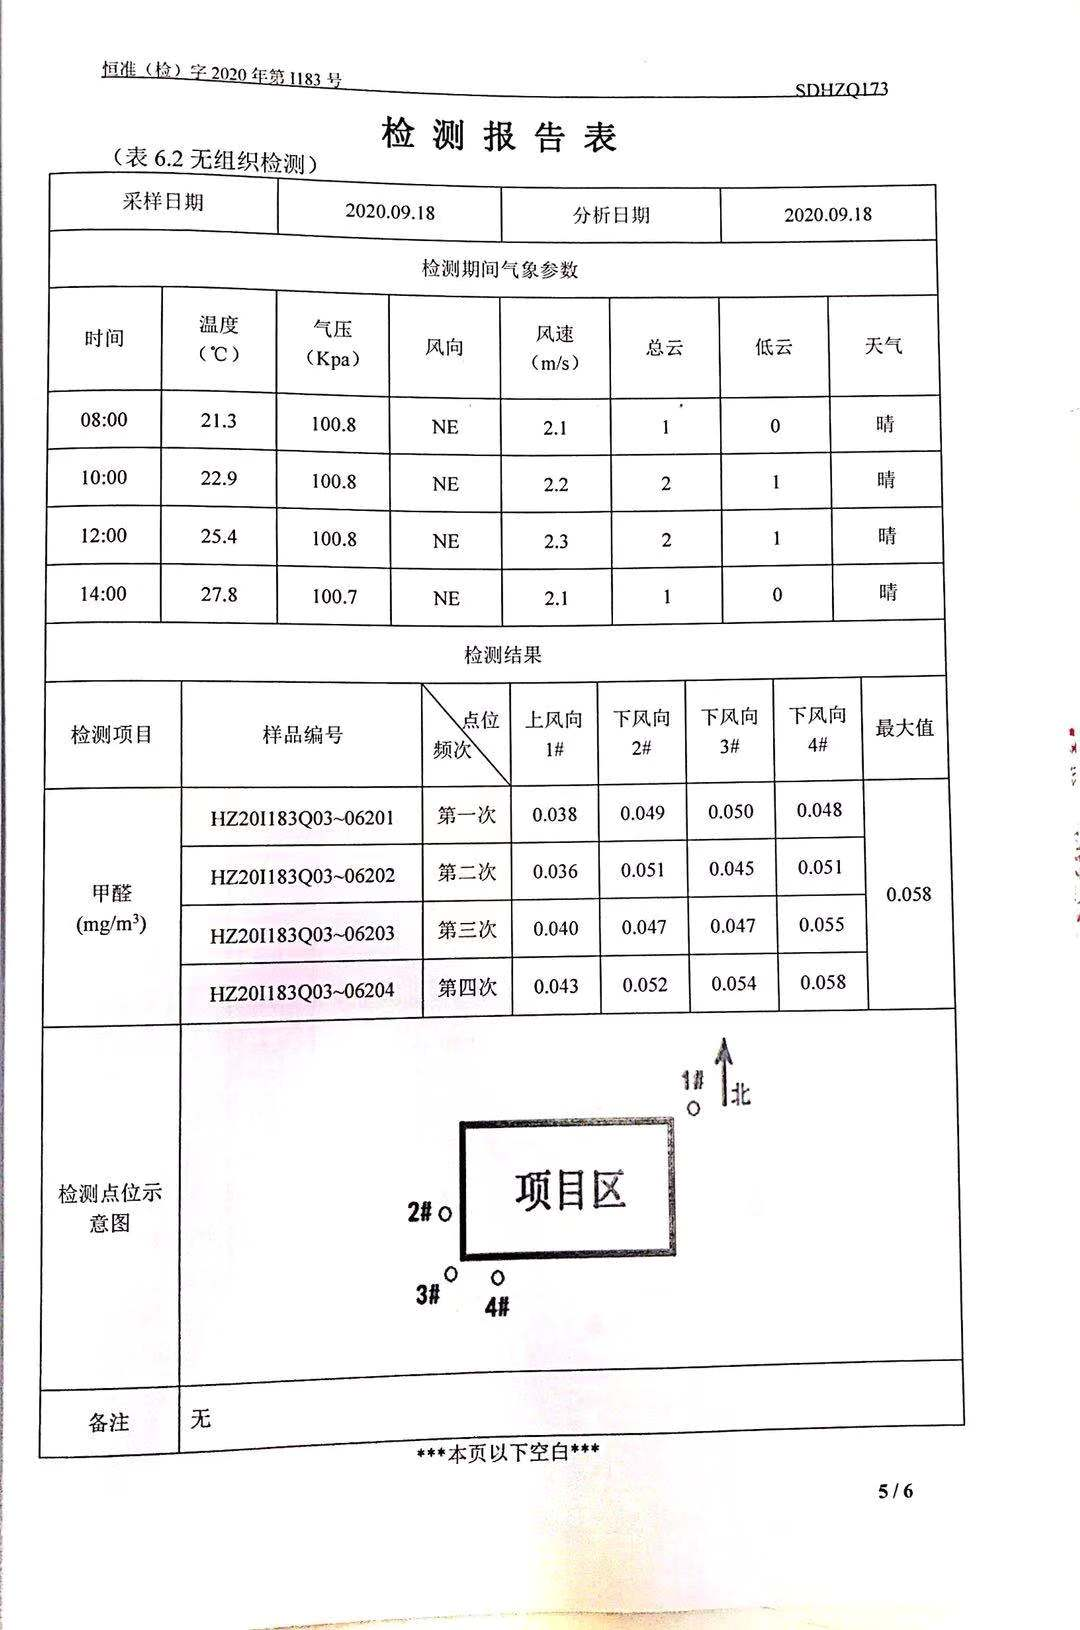 恒准（检）字 2020 年第 I183 号
SDHZQ173
检 测 报 告 表
（表 6.2 无组织检测）
采样日期 2020.09.18 分析日期 2020.09.18
检测期间气象参数
时间 温度（℃） 气压（Kpa） 风向 风速（m/s） 总云 低云 天气
08:00 21.3 100.8 NE 2.1 1 0 晴
10:00 22.9 100.8 NE 2.2 2 1 晴
12:00 25.4 100.8 NE 2.3 2 1 晴
14:00 27.8 100.7 NE 2.1 1 0 晴
检测结果
检测项目 样品编号 点位 频次 上风向 1# 下风向 2# 下风向 3# 下风向 4# 最大值
甲醛 (mg/m³)
HZ20I183Q03~06201 第一次 0.038 0.049 0.050 0.048
HZ20I183Q03~06202 第二次 0.036 0.051 0.045 0.051
0.058
HZ20I183Q03~06203 第三次 0.040 0.047 0.047 0.055
HZ20I183Q03~06204 第四次 0.043 0.052 0.054 0.058
检测点位示意图
1#
北
项目区
2#
3#
4#
备注 无
***本页以下空白***
5 / 6